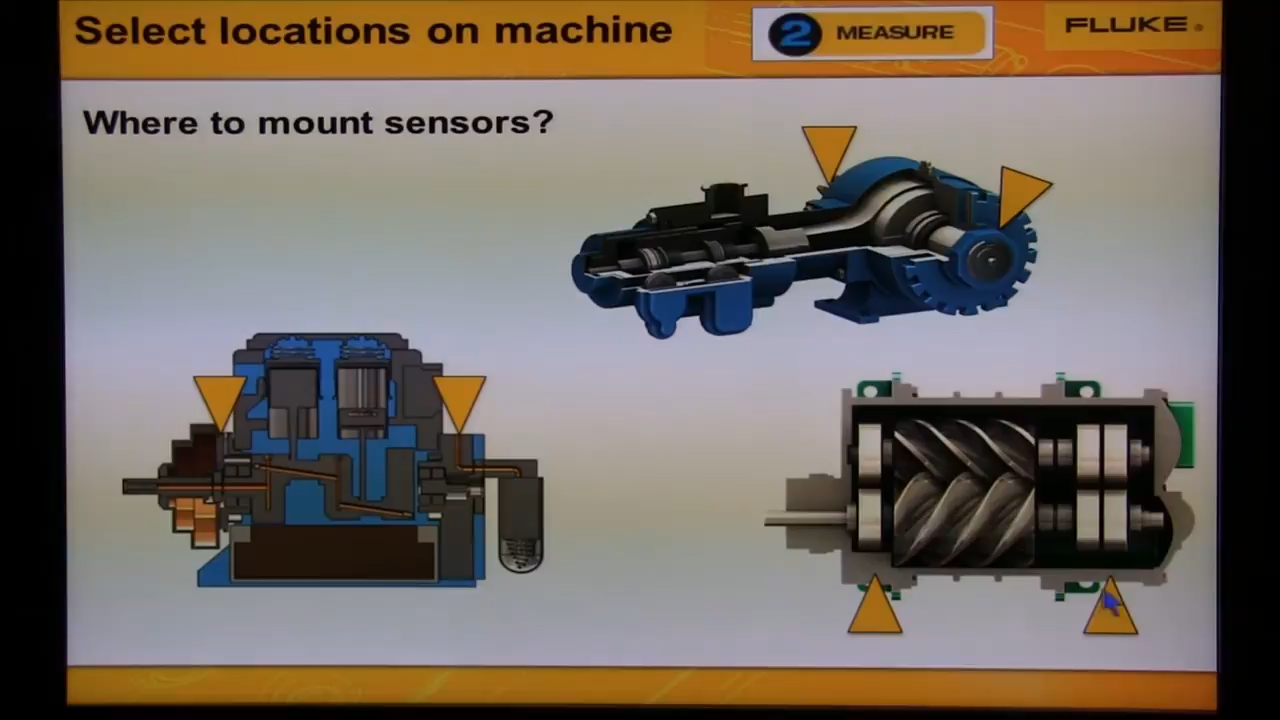 Select locations on machine
2 MEASURE
FLUKE®
Where to mount sensors?